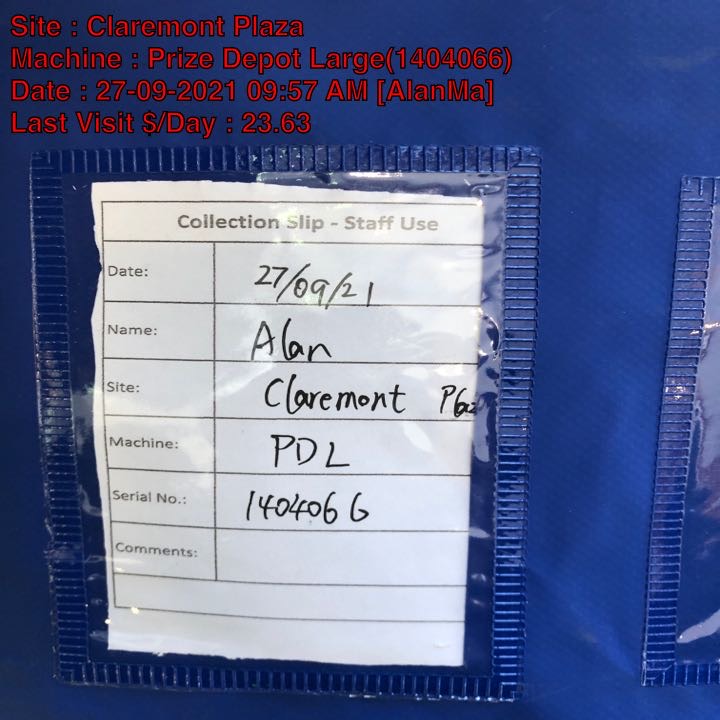 Site : Claremont Plaza
Machine : Prize Depot Large(1404066)
Date : 27-09-2021 09:57 AM [AlanMa]
Last Visit $/Day : 23.63
Collection Slip - Staff Use
Date: 27/09/21
Name: Alan
Site: Claremont Plaz
Machine: PDL
Serial No.: 1404066
Comments: